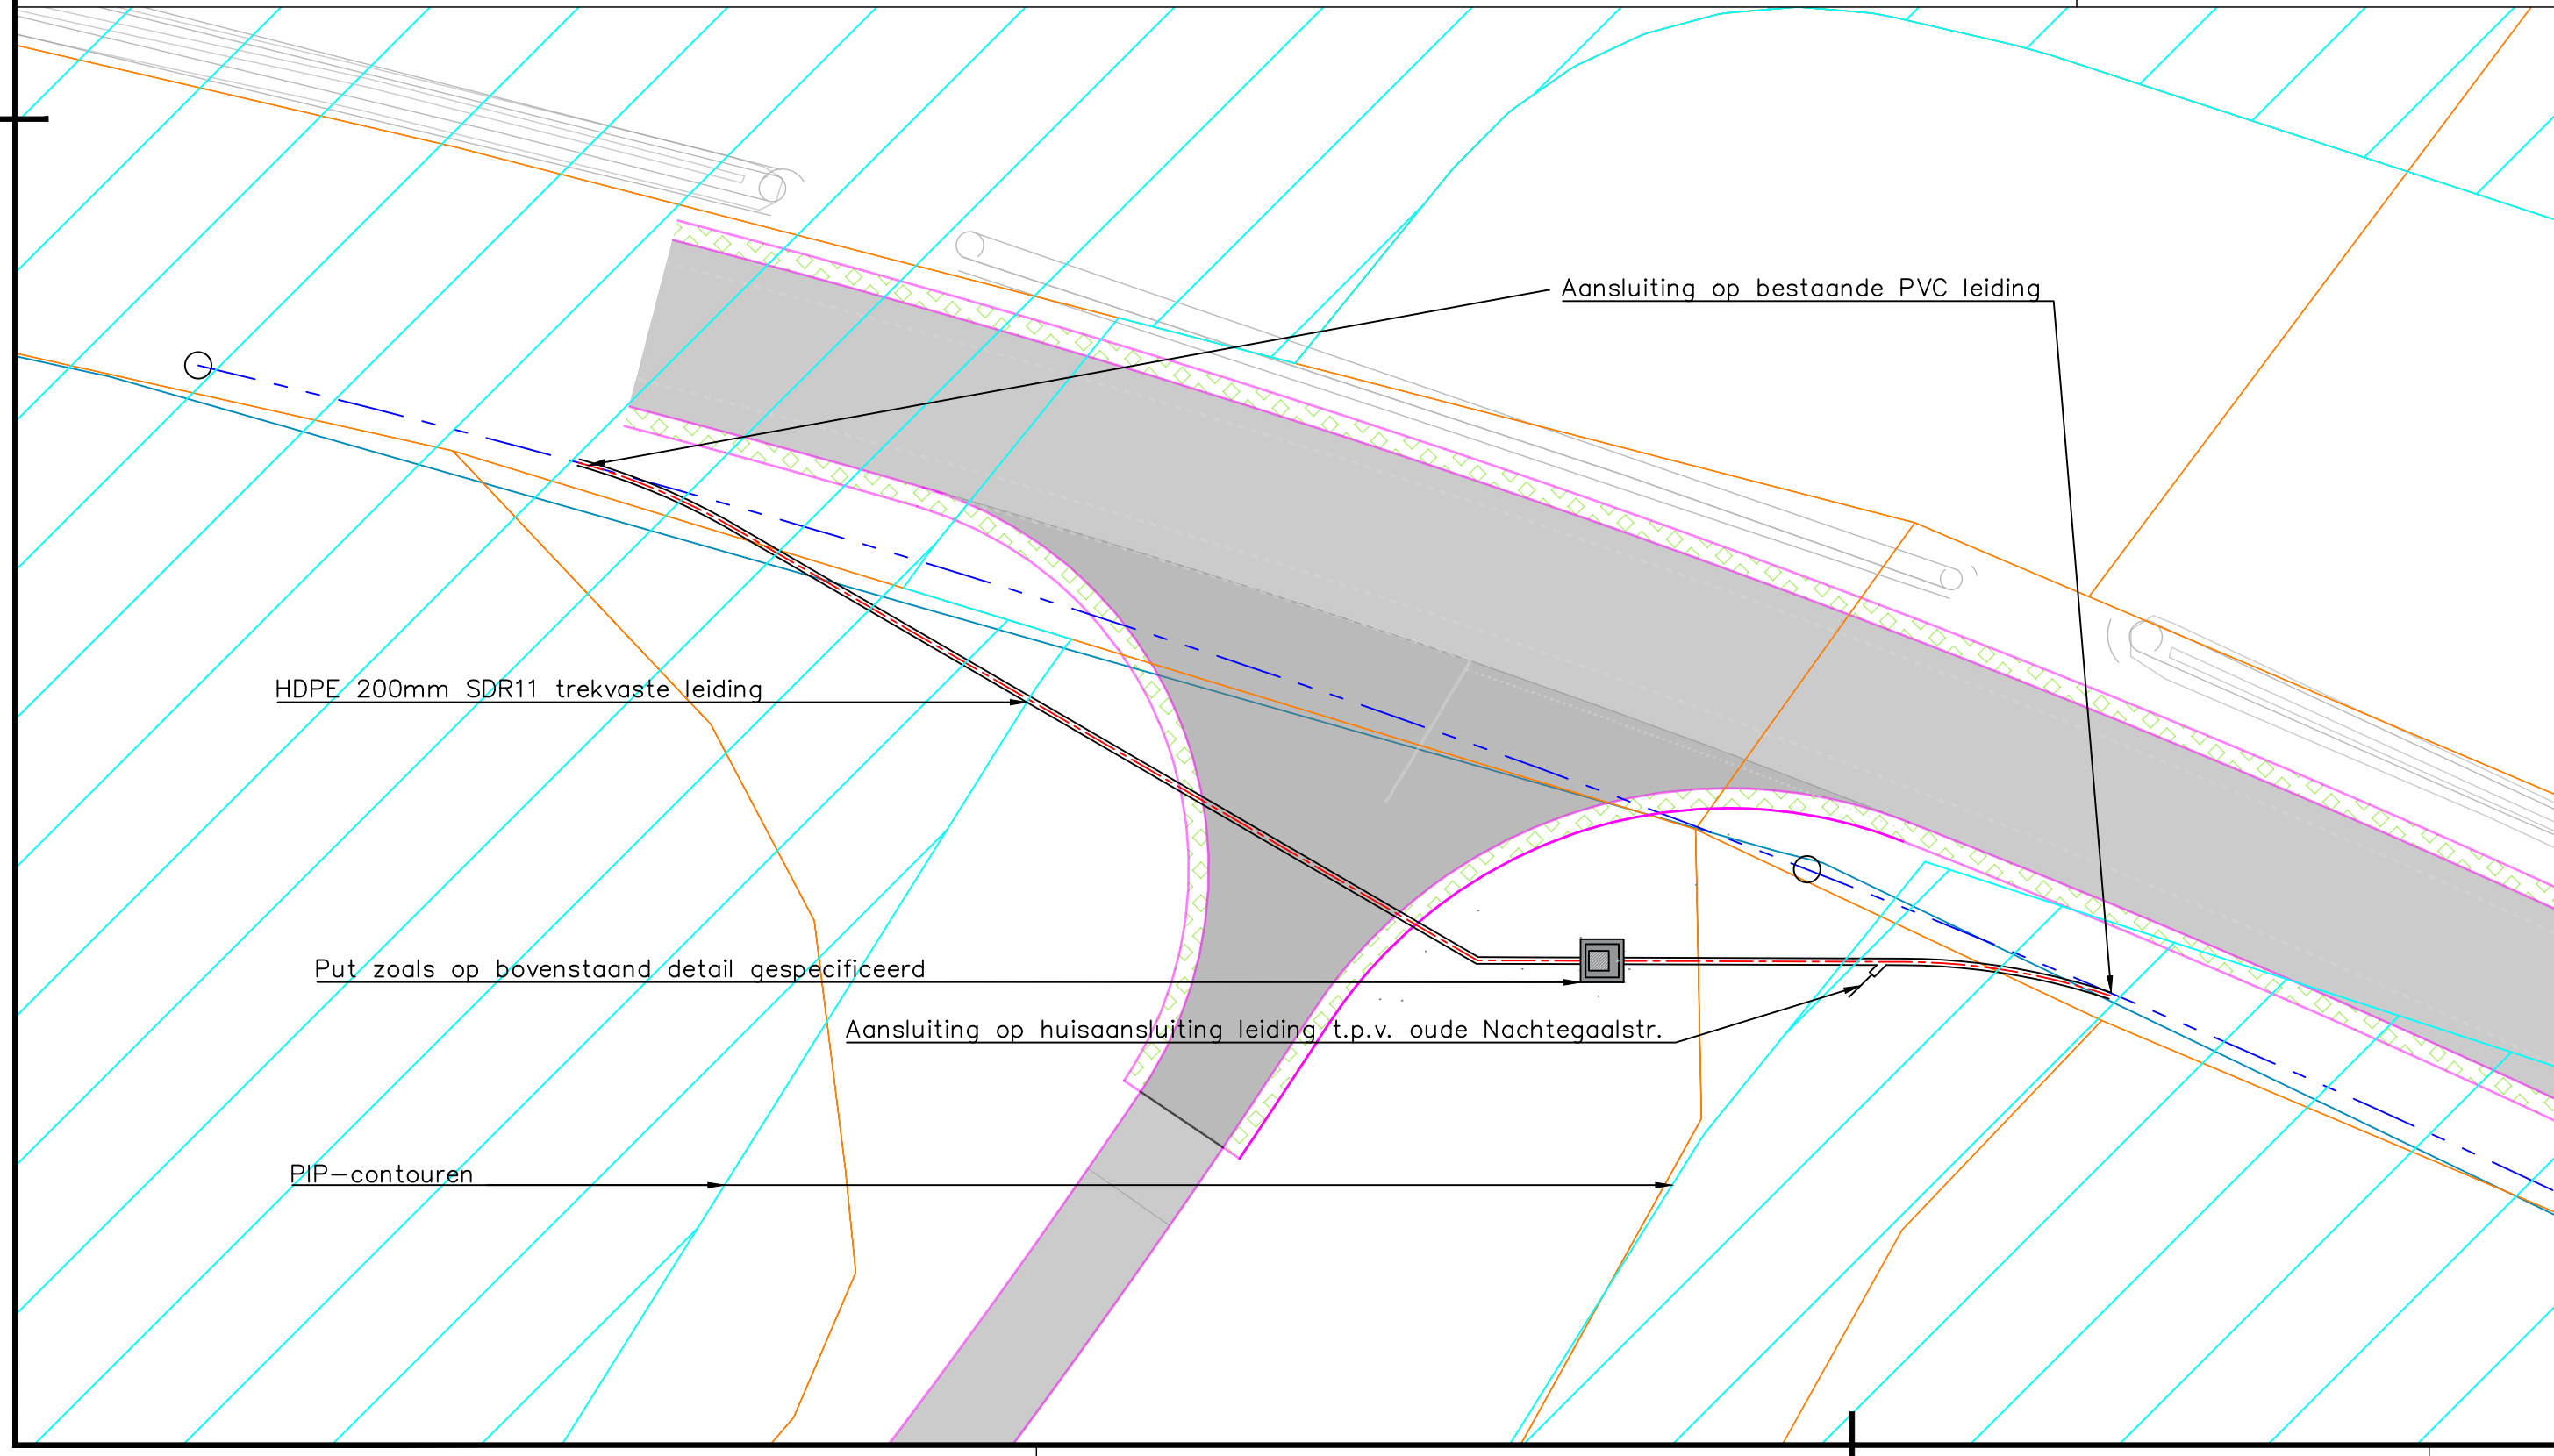 Aansluiting op bestaande PVC leiding
HDPE 200mm SDR11 trekvaste leiding
Put zoals op bovenstaand detail gespecificeerd
Aansluiting op huisaansluiting leiding t.p.v. oude Nachtegaalstr.
PIP-contouren